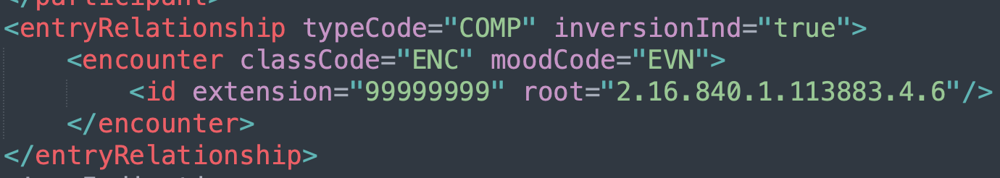 </participant>
<entryRelationship typeCode="COMP" inversionInd="true">
<encounter classCode="ENC" moodCode="EVN">
<id extension="99999999" root="2.16.840.1.113883.4.6"/>
</encounter>
</entryRelationship>